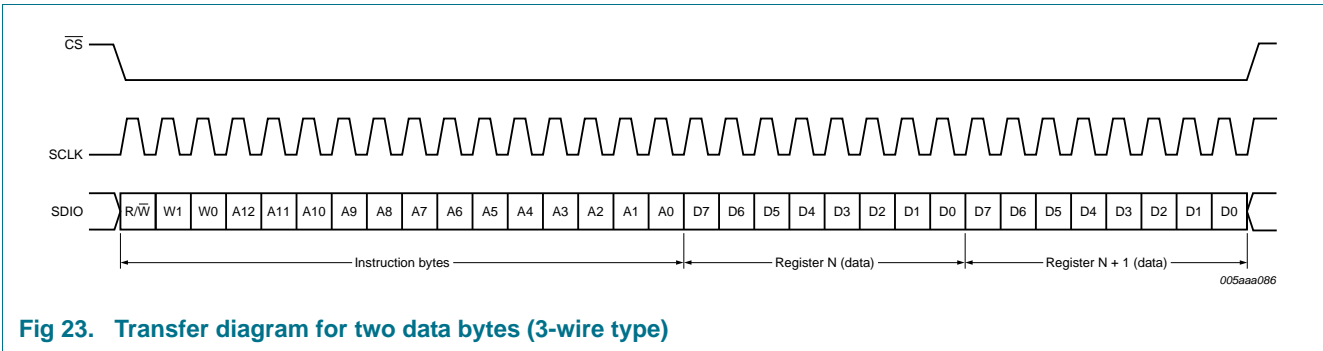 CS
SCLK
SDIO R/W W1 W0 A12 A11 A10 A9 A8 A7 A6 A5 A4 A3 A2 A1 A0 D7 D6 D5 D4 D3 D2 D1 D0 D7 D6 D5 D4 D3 D2 D1 D0
Instruction bytes Register N (data) Register N + 1 (data)
005aaa086
Fig 23. Transfer diagram for two data bytes (3-wire type)